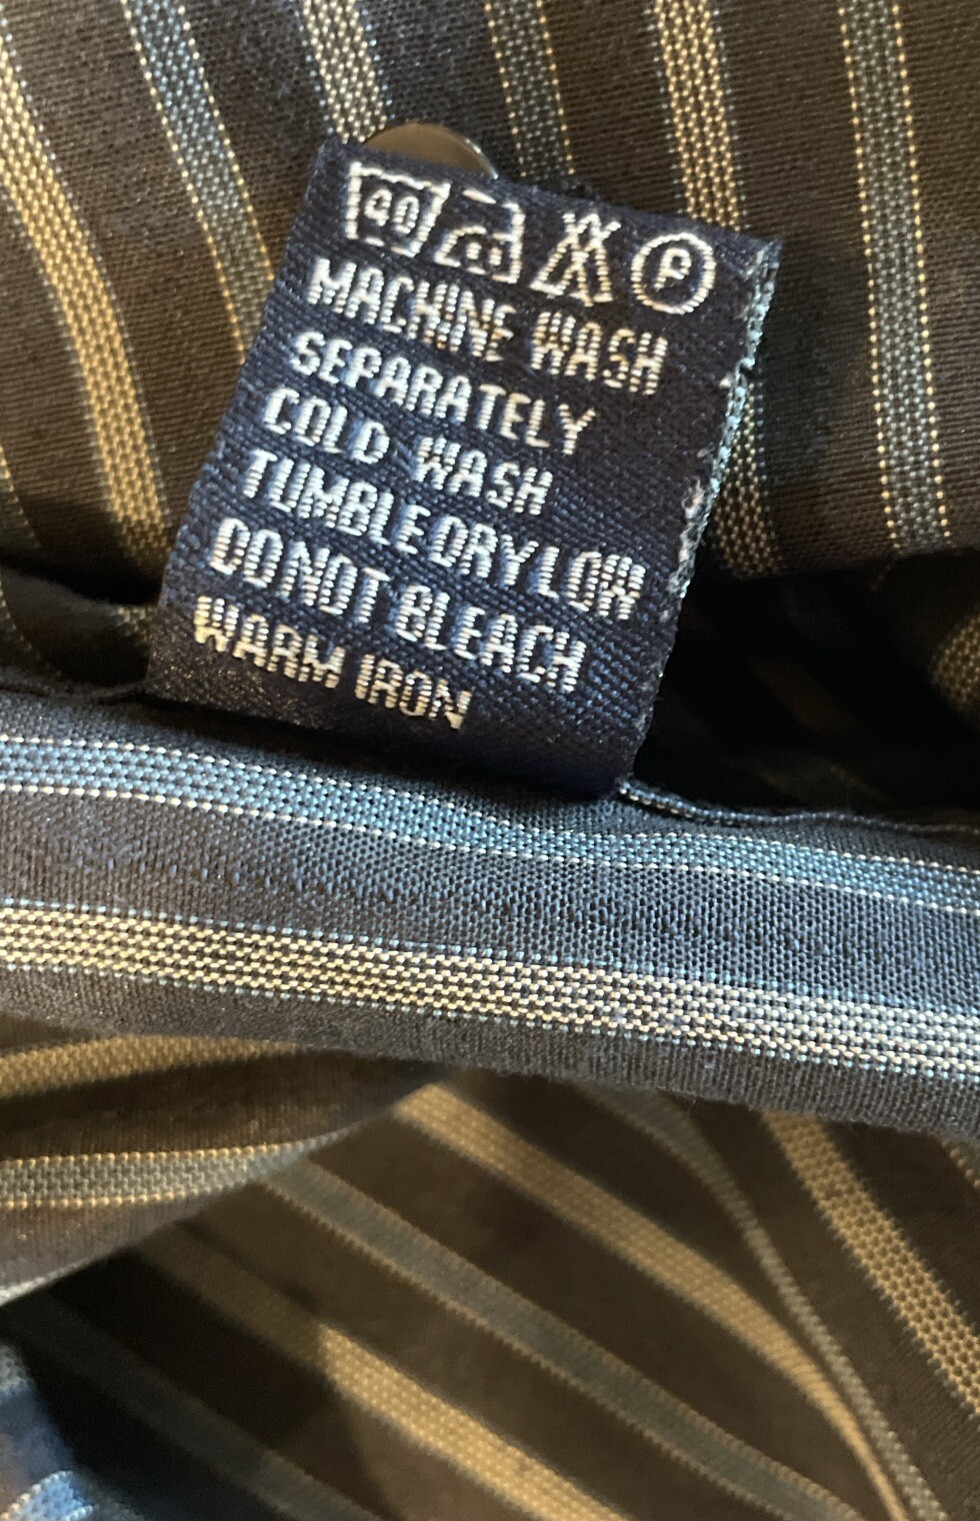 40 P
MACHINE WASH
SEPARATELY
COLD WASH
TUMBLE DRY LOW
DO NOT BLEACH
WARM IRON